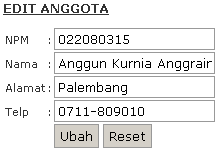 EDIT ANGGOTA
NPM : 022080315
Nama : Anggun Kurnia Anggrair
Alamat : Palembang
Telp : 0711-809010
Ubah Reset